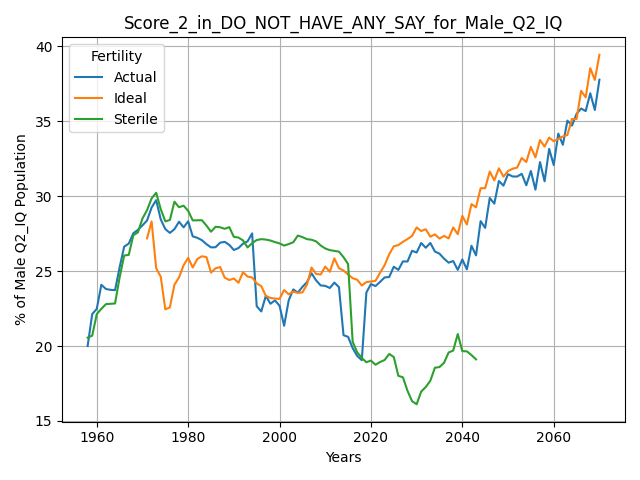 Score_2_in_DO_NOT_HAVE_ANY_SAY_for_Male_Q2_IQ
Fertility
Actual
Ideal
Sterile
% of Male Q2_IQ Population
40
35
30
25
20
15
1960
1980
2000
2020
2040
2060
Years